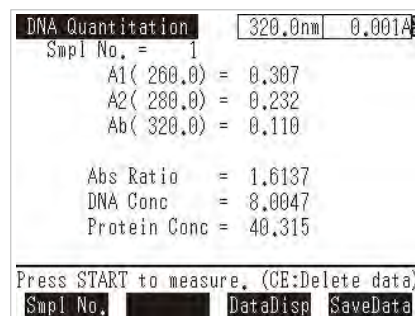 DNA Quantitation 320.0nm 0.001A
Smpl No. = 1
A1( 260.0) = 0.307
A2( 280.0) = 0.232
Ab( 320.0) = 0.110
Abs Ratio = 1.6137
DNA Conc = 8.0047
Protein Conc = 40.315
Press START to measure. (CE:Delete data)
Smpl No. DataDisp SaveData